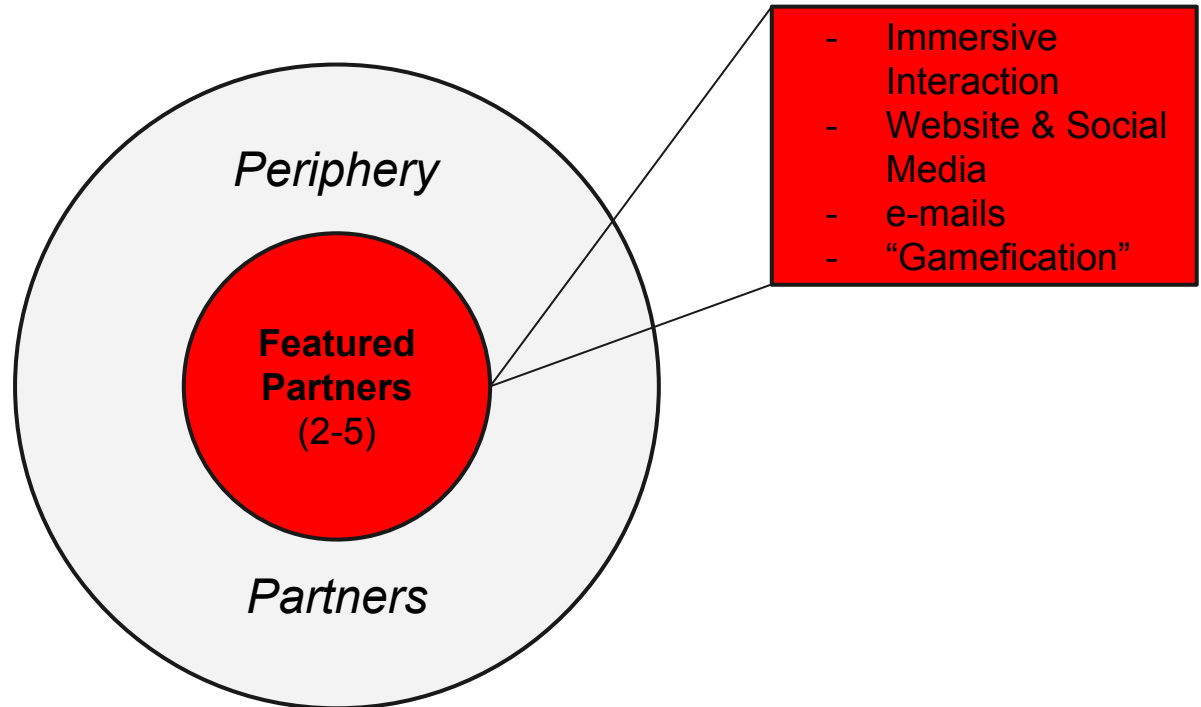 Periphery
Featured
Partners
(2-5)
Partners
- Immersive
Interaction
- Website & Social
Media
- e-mails
- “Gamefication”